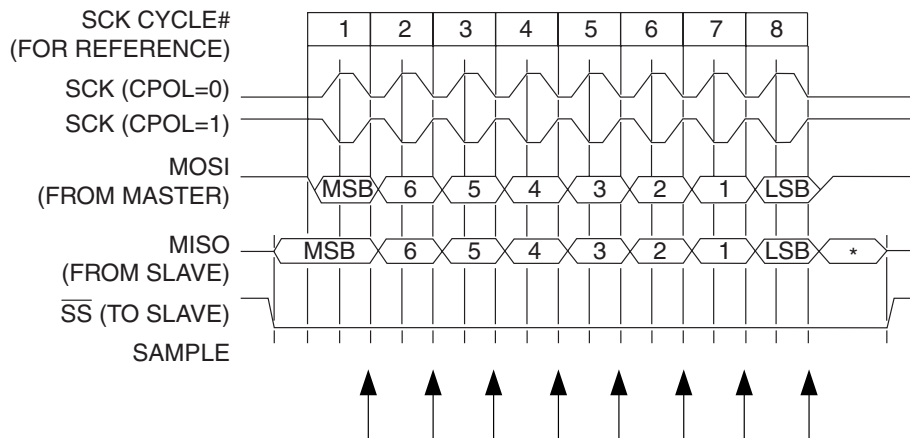 SCK CYCLE#
(FOR REFERENCE)
1 2 3 4 5 6 7 8
SCK (CPOL=0)
SCK (CPOL=1)
MOSI
(FROM MASTER)
MSB 6 5 4 3 2 1 LSB
MISO
(FROM SLAVE)
MSB 6 5 4 3 2 1 LSB *
S̅S̅ (TO SLAVE)
SAMPLE